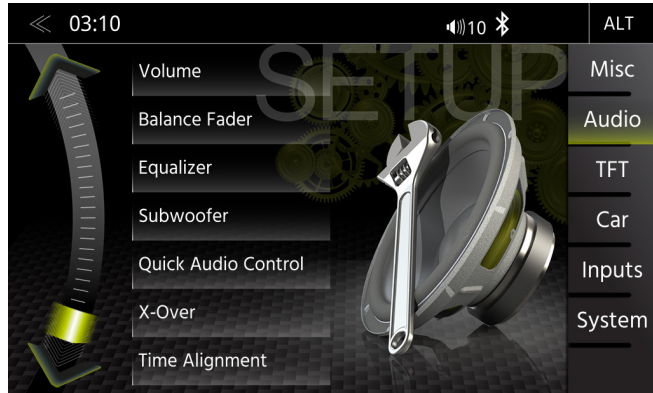 03:10
10
ALT
SETUP
Volume
Balance Fader
Equalizer
Subwoofer
Quick Audio Control
X-Over
Time Alignment
Misc
Audio
TFT
Car
Inputs
System